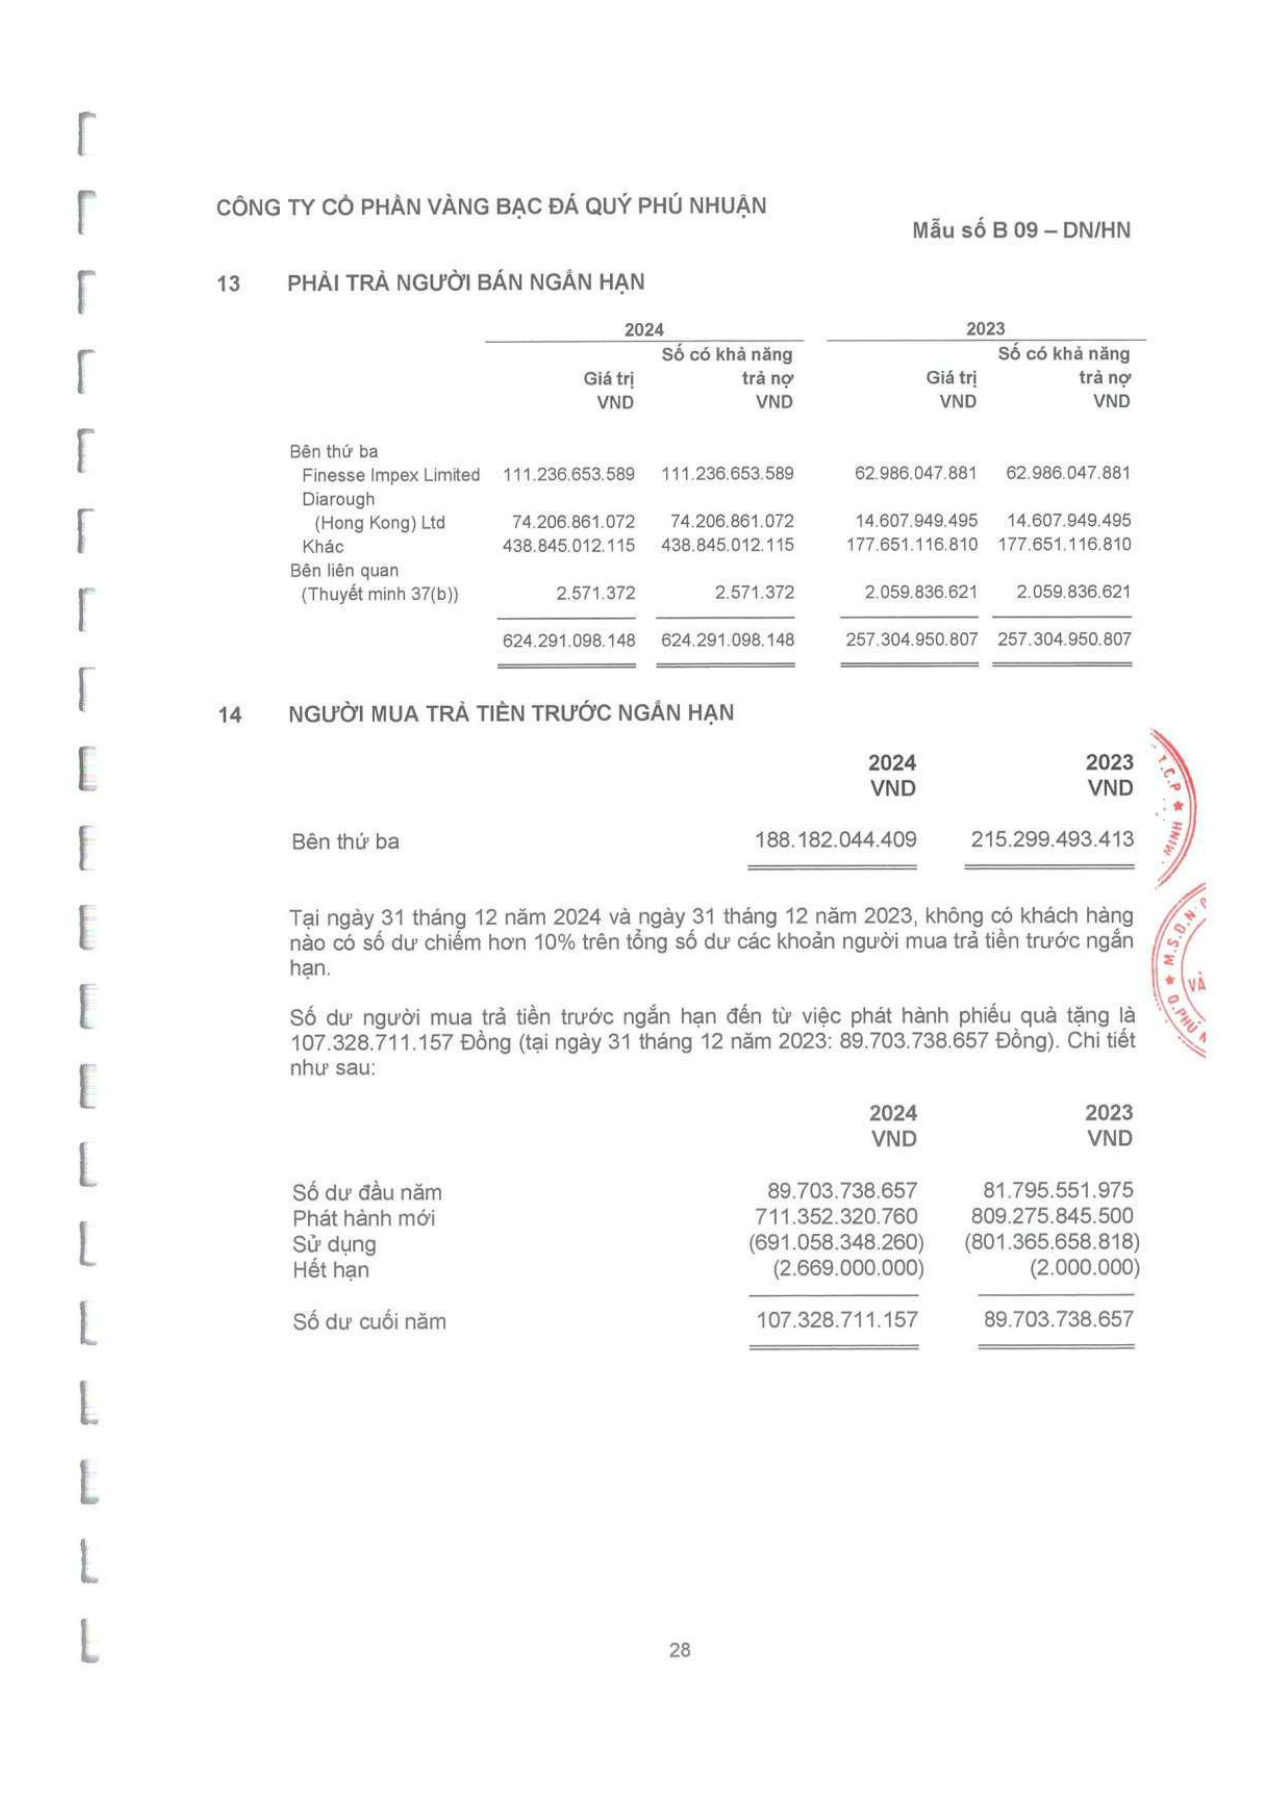 CÔNG TY CỔ PHẦN VÀNG BẠC ĐÁ QUÝ PHÚ NHUẬN
Mẫu số B 09 – DN/HN
13 PHẢI TRẢ NGƯỜI BÁN NGẮN HẠN
2024 2023
Số có khả năng Số có khả năng
Giá trị trả nợ Giá trị trả nợ
VND VND VND VND
Bên thứ ba
Finesse Impex Limited 111.236.653.589 111.236.653.589 62.986.047.881 62.986.047.881
Diarough
(Hong Kong) Ltd 74.206.861.072 74.206.861.072 14.607.949.495 14.607.949.495
Khác 438.845.012.115 438.845.012.115 177.651.116.810 177.651.116.810
Bên liên quan
(Thuyết minh 37(b)) 2.571.372 2.571.372 2.059.836.621 2.059.836.621
624.291.098.148 624.291.098.148 257.304.950.807 257.304.950.807
14 NGƯỜI MUA TRẢ TIỀN TRƯỚC NGẮN HẠN
2024 2023
VND VND
Bên thứ ba 188.182.044.409 215.299.493.413
Tại ngày 31 tháng 12 năm 2024 và ngày 31 tháng 12 năm 2023, không có khách hàng
nào có số dư chiếm hơn 10% trên tổng số dư các khoản người mua trả tiền trước ngắn
hạn.
Số dư người mua trả tiền trước ngắn hạn đến từ việc phát hành phiếu quà tặng là
107.328.711.157 Đồng (tại ngày 31 tháng 12 năm 2023: 89.703.738.657 Đồng). Chi tiết
như sau:
2024 2023
VND VND
Số dư đầu năm 89.703.738.657 81.795.551.975
Phát hành mới 711.352.320.760 809.275.845.500
Sử dụng (691.058.348.260) (801.365.658.818)
Hết hạn (2.669.000.000) (2.000.000)
Số dư cuối năm 107.328.711.157 89.703.738.657
T.C.P ★ MINH
Q.PHÚ ★ M.S.D.N
VÀ
28